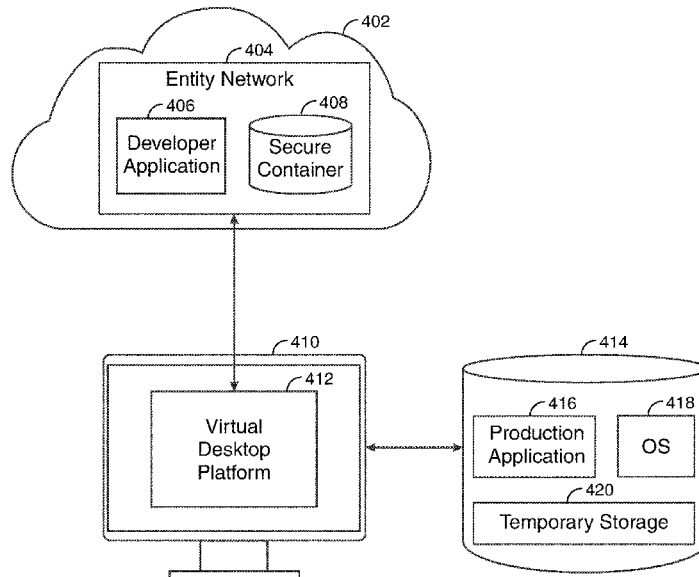 402
404
Entity Network
406
408
Developer
Application
Secure
Container
410
412
Virtual
Desktop
Platform
414
416
418
Production
Application
OS
420
Temporary Storage